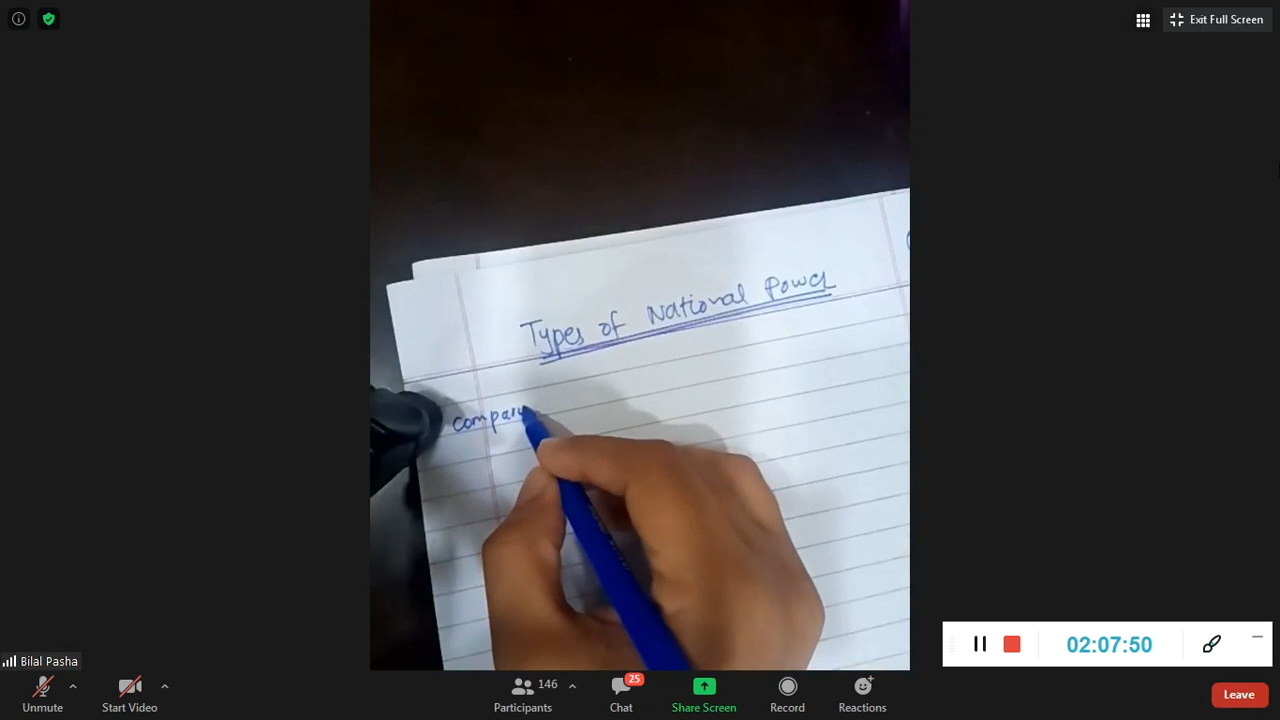 Exit Full Screen
Types of National Power
compar
Bilal Pasha
02:07:50
Unmute
Start Video
146
Participants
25
Chat
Share Screen
Record
Reactions
Leave